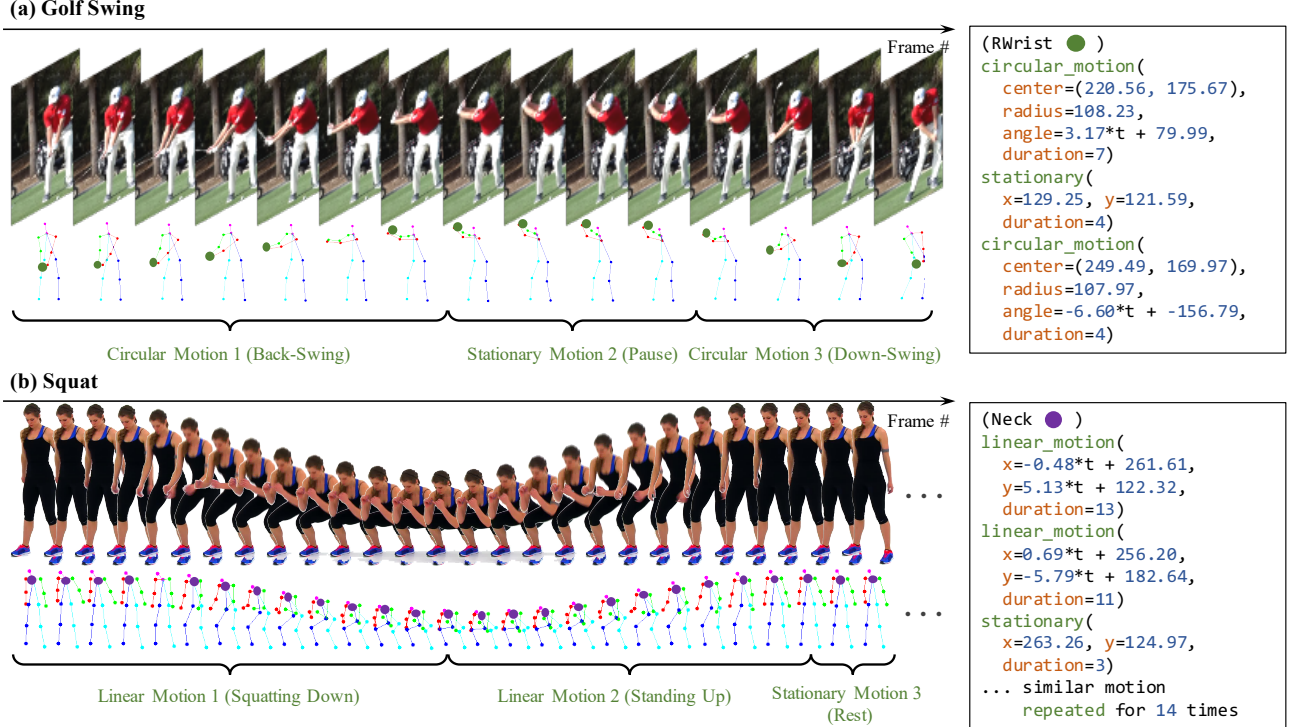 (a) Golf Swing
Frame #
Circular Motion 1 (Back-Swing)
Stationary Motion 2 (Pause)
Circular Motion 3 (Down-Swing)
(RWrist )
circular_motion(
center=(220.56, 175.67),
radius=108.23,
angle=3.17*t + 79.99,
duration=7)
stationary(
x=129.25, y=121.59,
duration=4)
circular_motion(
center=(249.49, 169.97),
radius=107.97,
angle=-6.60*t + -156.79,
duration=4)
(b) Squat
Frame #
...
...
Linear Motion 1 (Squatting Down)
Linear Motion 2 (Standing Up)
Stationary Motion 3
(Rest)
(Neck )
linear_motion(
x=-0.48*t + 261.61,
y=5.13*t + 122.32,
duration=13)
linear_motion(
x=0.69*t + 256.20,
y=-5.79*t + 182.64,
duration=11)
stationary(
x=263.26, y=124.97,
duration=3)
... similar motion
repeated for 14 times